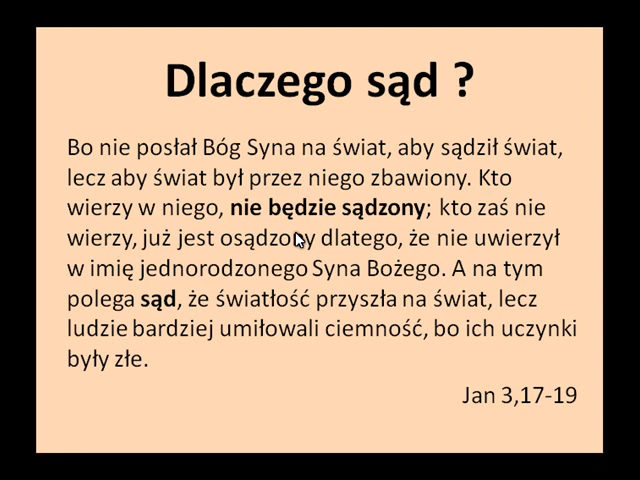 Dlaczego sąd ?
Bo nie posłał Bóg Syna na świat, aby sądził świat,
lecz aby świat był przez niego zbawiony. Kto
wierzy w niego, nie będzie sądzony; kto zaś nie
wierzy, już jest osądzony dlatego, że nie uwierzył
w imię jednorodzonego Syna Bożego. A na tym
polega sąd, że światłość przyszła na świat, lecz
ludzie bardziej umiłowali ciemność, bo ich uczynki
były złe.
Jan 3,17-19